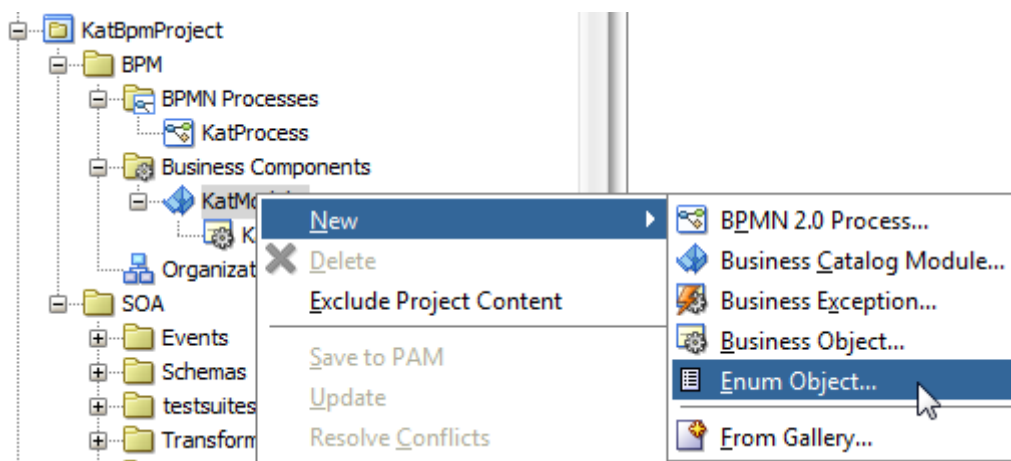 KatBpmProject
BPM
BPMN Processes
KatProcess
Business Components
KatMo
K
Organizat
SOA
Events
Schemas
testsuites
Transform
New
Delete
Exclude Project Content
Save to PAM
Update
Resolve Conflicts
BPMN 2.0 Process...
Business Catalog Module...
Business Exception...
Business Object...
Enum Object...
From Gallery...